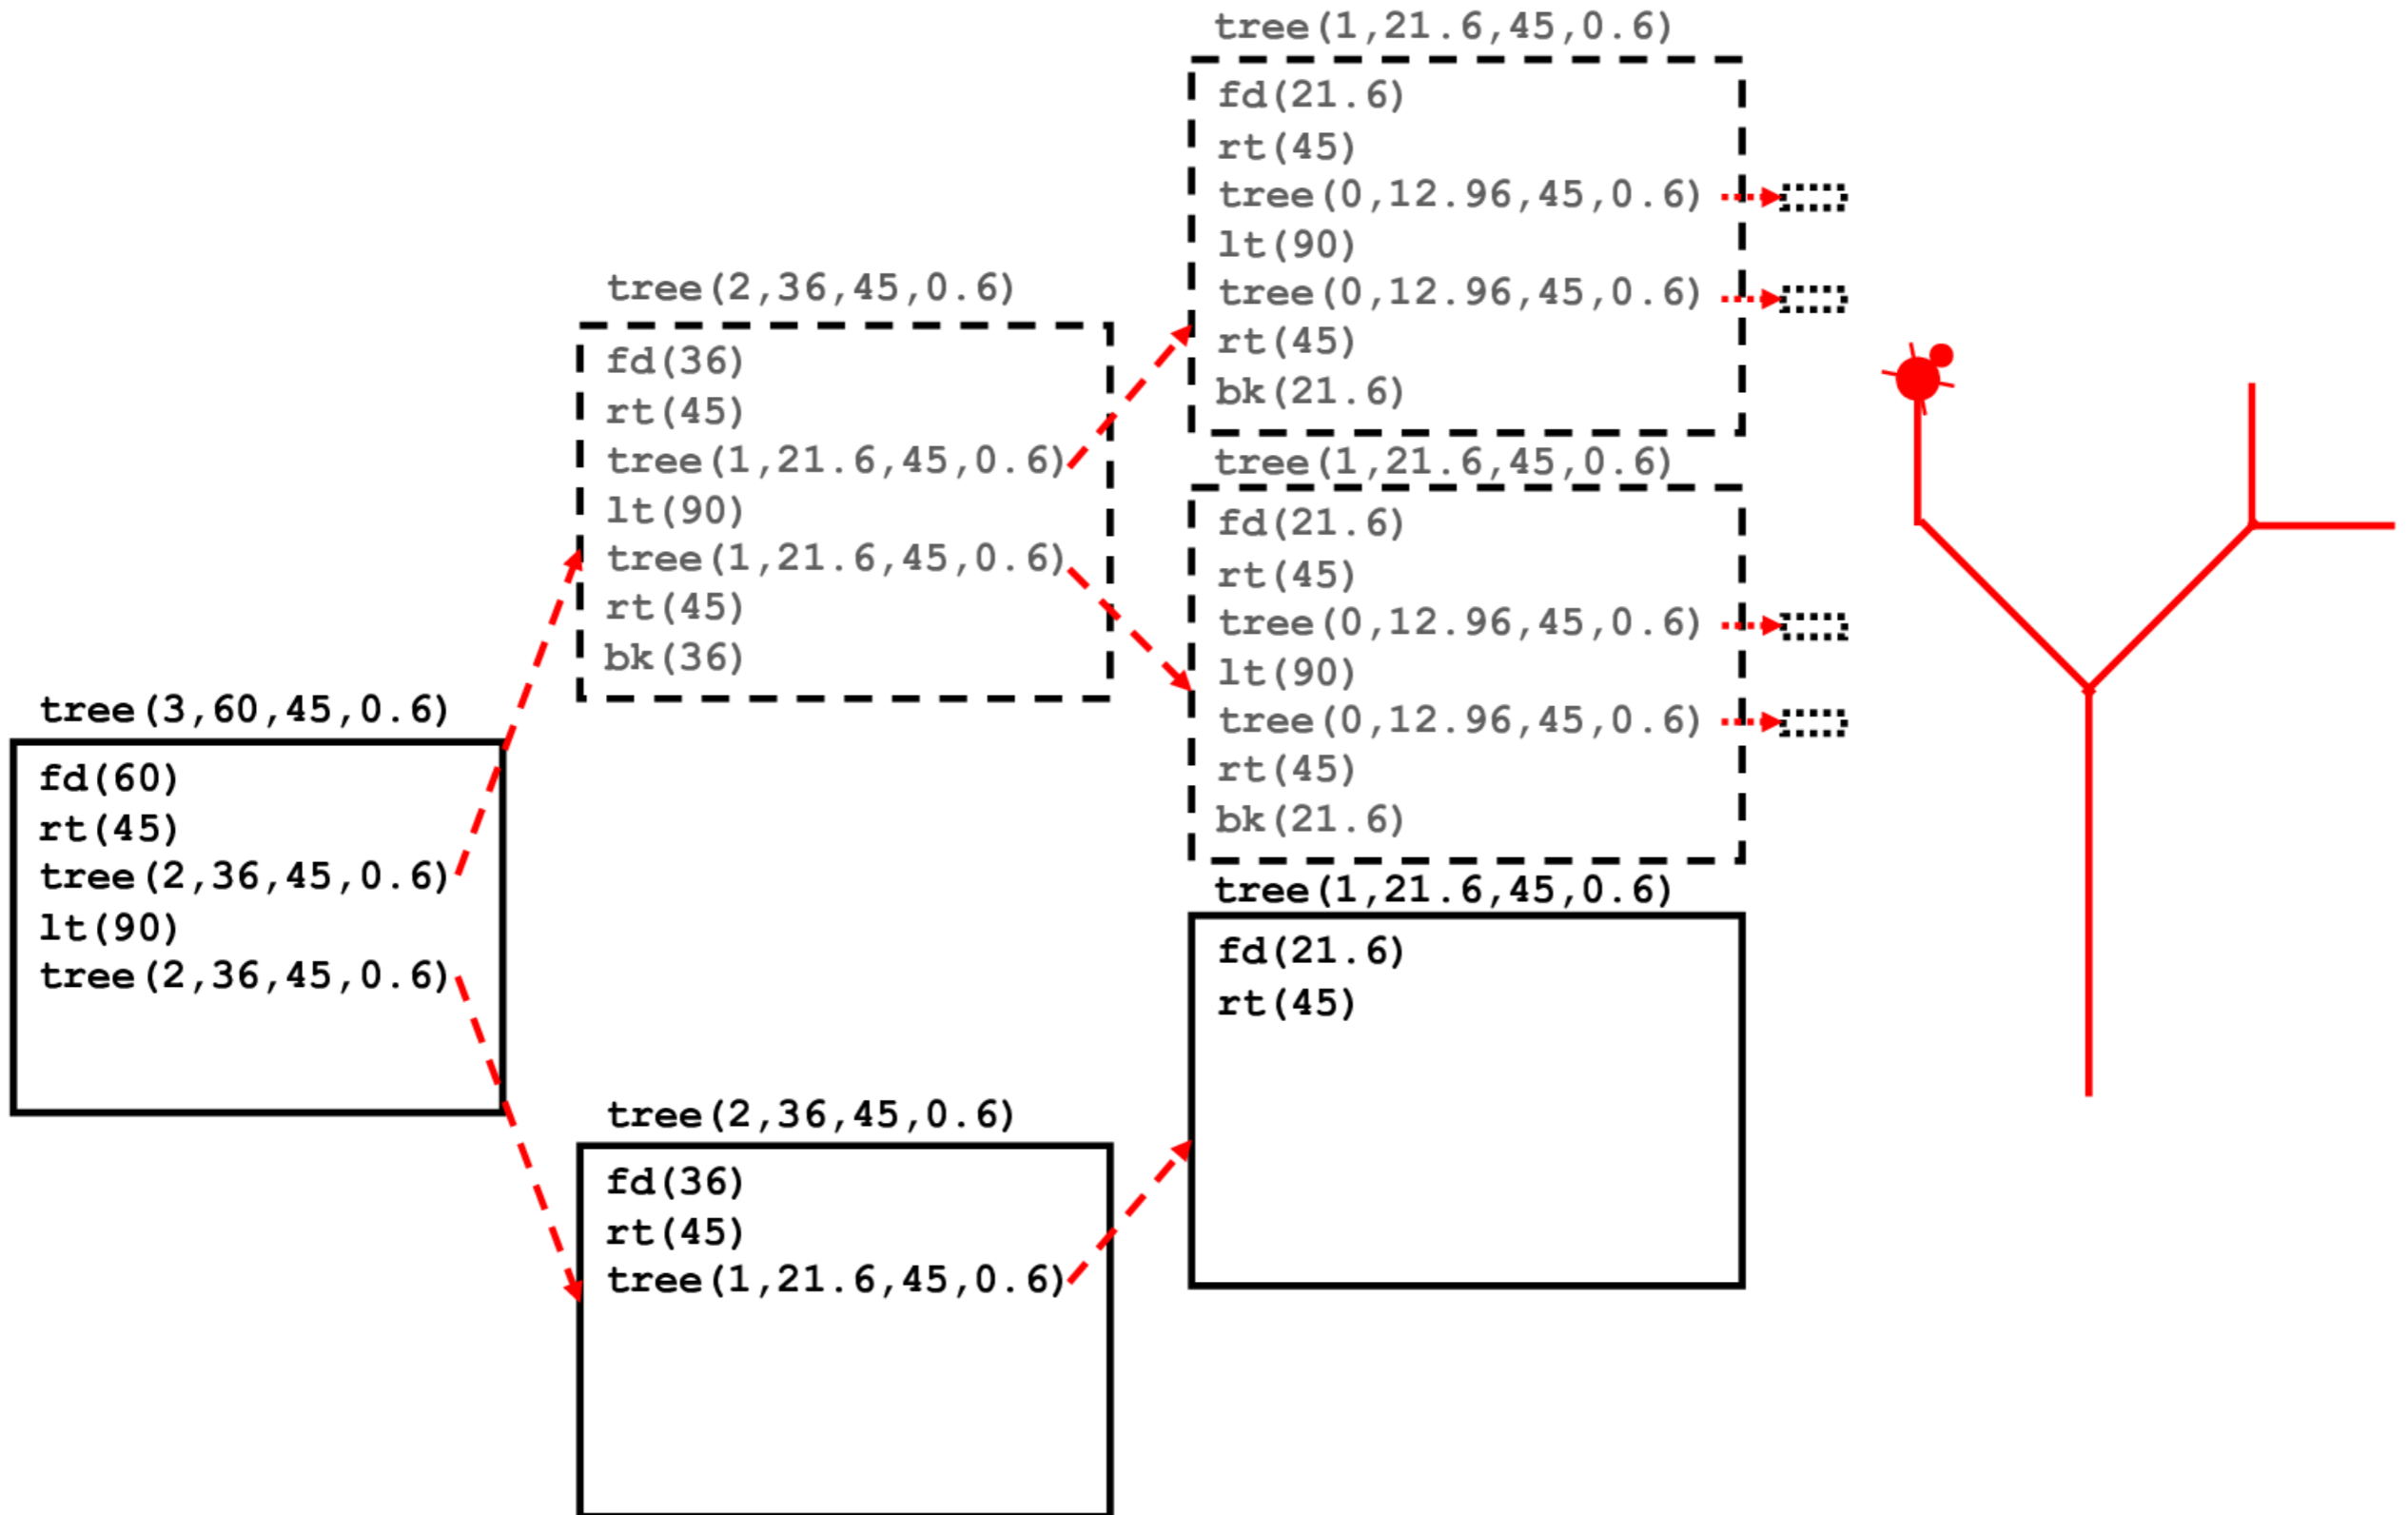 tree(3,60,45,0.6)
fd(60)
rt(45)
tree(2,36,45,0.6)
lt(90)
tree(2,36,45,0.6)
tree(2,36,45,0.6)
fd(36)
rt(45)
tree(1,21.6,45,0.6)
lt(90)
tree(1,21.6,45,0.6)
rt(45)
bk(36)
tree(1,21.6,45,0.6)
fd(21.6)
rt(45)
tree(0,12.96,45,0.6)
lt(90)
tree(0,12.96,45,0.6)
rt(45)
bk(21.6)
tree(1,21.6,45,0.6)
fd(21.6)
rt(45)
tree(0,12.96,45,0.6)
lt(90)
tree(0,12.96,45,0.6)
rt(45)
bk(21.6)
tree(2,36,45,0.6)
fd(36)
rt(45)
tree(1,21.6,45,0.6)
tree(1,21.6,45,0.6)
fd(21.6)
rt(45)